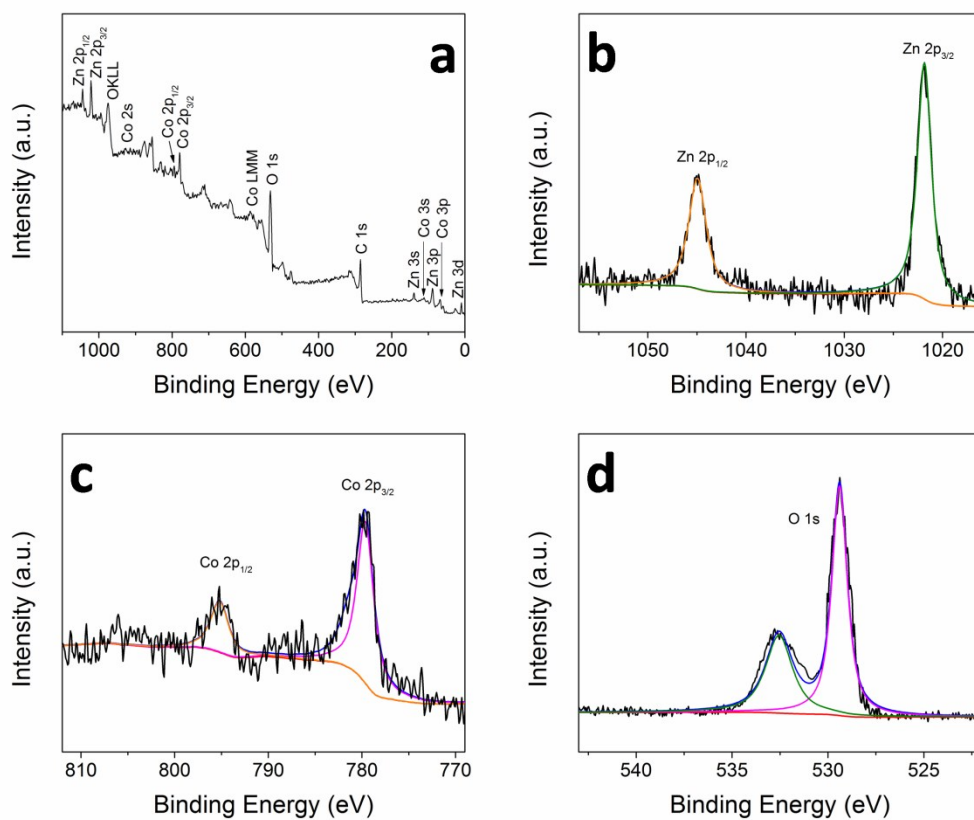 a
Zn 2p1/2
Zn 2p3/2
OKLL
Co 2s
Co 2p1/2
Co 2p3/2
Co LMM
O 1s
C 1s
Zn 3s
Co 3s
Zn 3p
Co 3p
Zn 3d
Intensity (a.u.)
1000 800 600 400 200 0
Binding Energy (eV)
b
Zn 2p3/2
Zn 2p1/2
Intensity (a.u.)
1050 1040 1030 1020
Binding Energy (eV)
c
Co 2p3/2
Co 2p1/2
Intensity (a.u.)
810 800 790 780 770
Binding Energy (eV)
d
O 1s
Intensity (a.u.)
540 535 530 525
Binding Energy (eV)